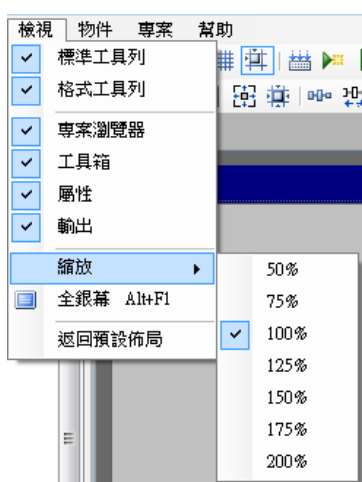 檢視 物件 專案 幫助
標準工具列
格式工具列
專案瀏覽器
工具箱
屬性
輸出
縮放
全銀幕 Alt+F1
返回預設佈局
50%
75%
100%
125%
150%
175%
200%